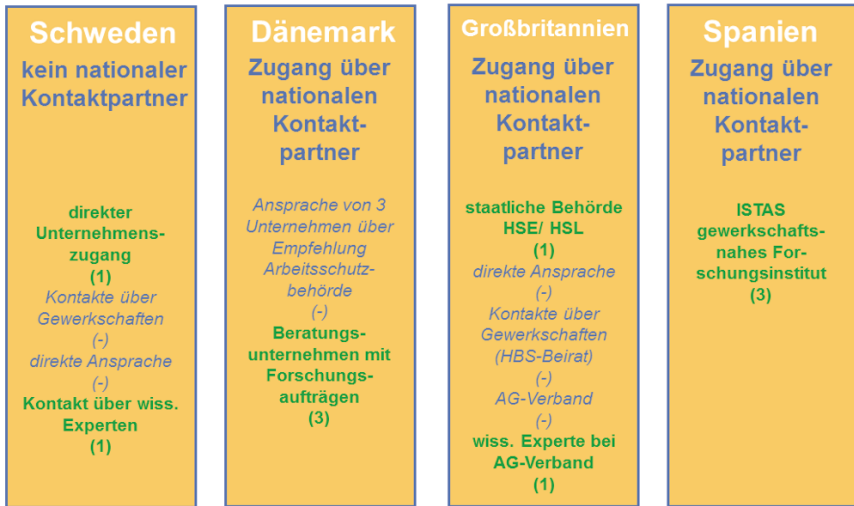 Schweden
kein nationaler
Kontaktpartner
direkter
Unternehmens-
zugang
(1)
Kontakte über
Gewerkschaften
(-)
direkte Ansprache
(-)
Kontakt über wiss.
Experten
(1)
Dänemark
Zugang über
nationalen
Kontakt-
partner
Ansprache von 3
Unternehmen über
Empfehlung
Arbeitsschutz-
behörde
(-)
Beratungs-
unternehmen mit
Forschungs-
aufträgen
(3)
Großbritannien
Zugang über
nationalen
Kontakt-
partner
staatliche Behörde
HSE/ HSL
(1)
direkte Ansprache
(-)
Kontakte über
Gewerkschaften
(HBS-Beirat)
(-)
AG-Verband
(-)
wiss. Experte bei
AG-Verband
(1)
Spanien
Zugang über
nationalen
Kontakt-
partner
ISTAS
gewerkschafts-
nahes For-
schungsinstitut
(3)